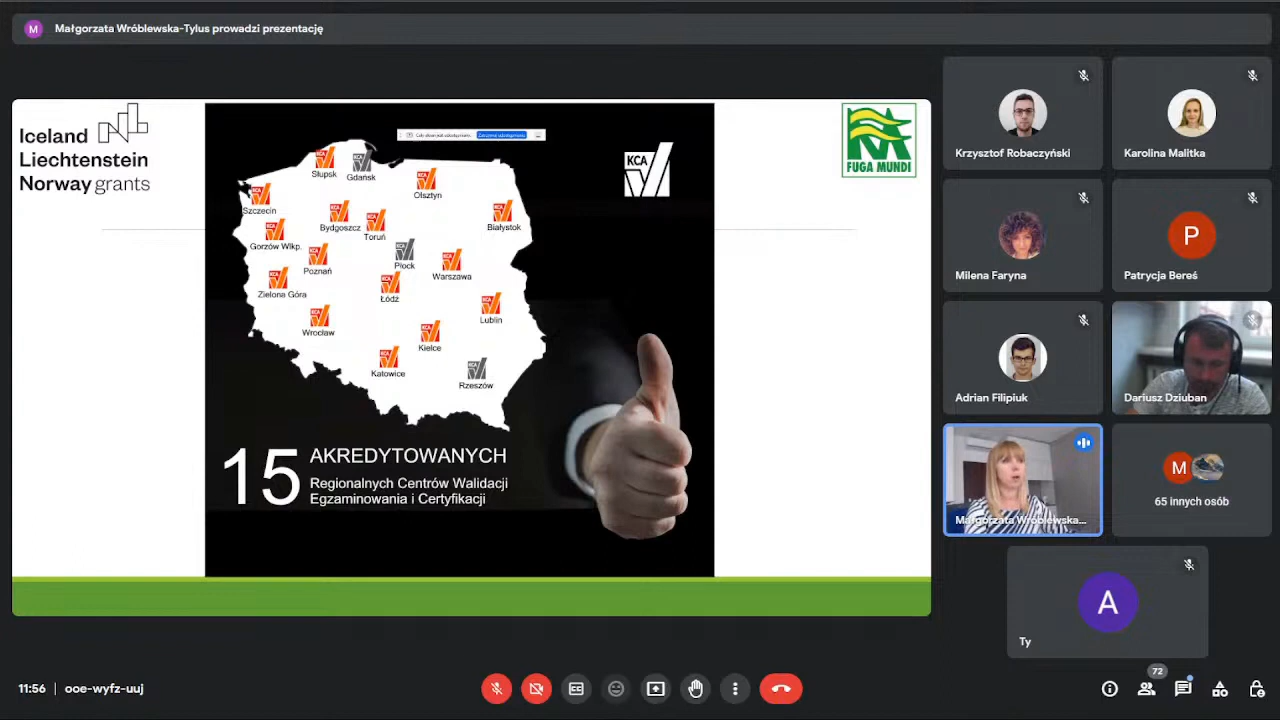 M Małgorzata Wróblewska-Tylus prowadzi prezentację
Iceland
Liechtenstein
Norway grants
KCA
FUGA MUNDI
Słupsk
Gdańsk
Olsztyn
Szczecin
Bydgoszcz
Toruń
Białystok
Gorzów Wlkp.
Poznań
Płock
Warszawa
Zielona Góra
Łódź
Lublin
Wrocław
Kielce
Katowice
Rzeszów
15 AKREDYTOWANYCH
Regionalnych Centrów Walidacji
Egzaminowania i Certyfikacji
Krzysztof Robaczyński
Karolina Malitka
Milena Faryna
P
Patrycja Bereś
Adrian Filipiuk
Dariusz Dziuban
Małgorzata Wróblewska...
M
65 innych osób
A
Ty
11:56 | ooe-wyfz-uuj
72